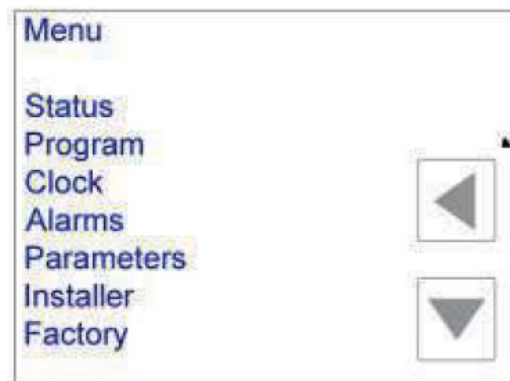 Menu
Status
Program
Clock
Alarms
Parameters
Installer
Factory